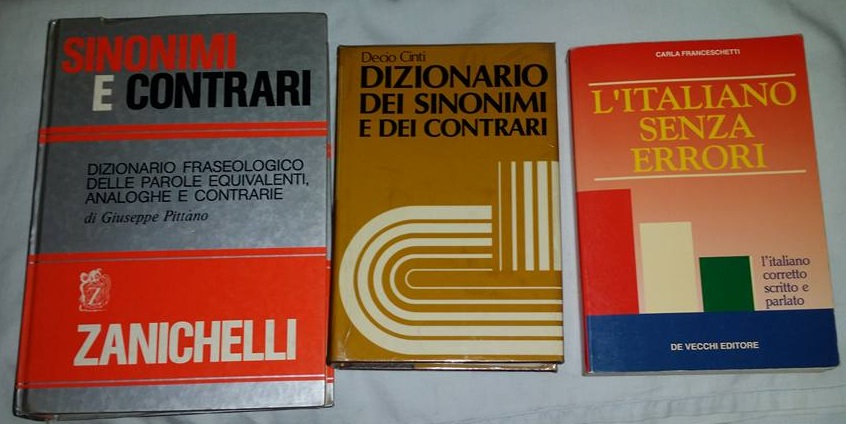 SINONIMI
E CONTRARI
DIZIONARIO FRASEOLOGICO
DELLE PAROLE EQUIVALENTI,
ANALOGHE E CONTRARIE
di Giuseppe Pittàno
Z
ZANICHELLI
Decio Cinti
DIZIONARIO
DEI SINONIMI
E DEI CONTRARI
CARLA FRANCESCHETTI
L'ITALIANO
SENZA
ERRORI
l'italiano
corretto
scritto e
parlato
DE VECCHI EDITORE